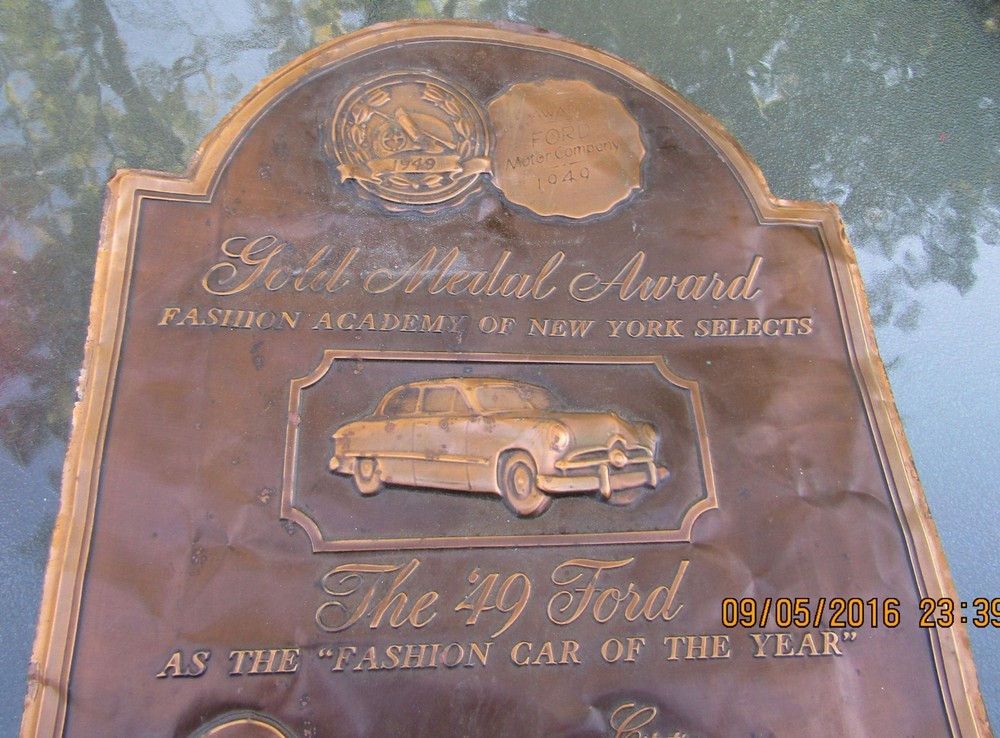 1949
FORD
Motor Company
1949
Gold Medal Award
FASHION ACADEMY OF NEW YORK SELECTS
The '49 Ford
AS THE "FASHION CAR OF THE YEAR"
09/05/2016 23:39